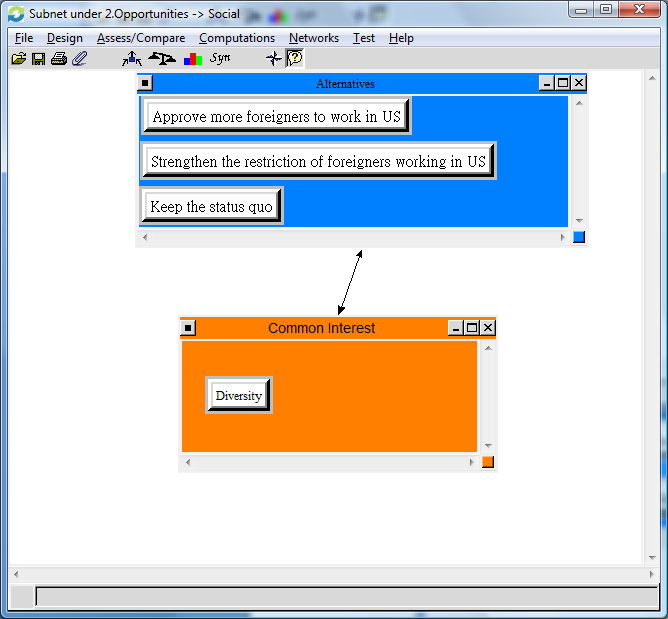 Subnet under 2.Opportunities -> Social
File Design Assess/Compare Computations Networks Test Help
Syn
Alternatives
Approve more foreigners to work in US
Strengthen the restriction of foreigners working in US
Keep the status quo
Common Interest
Diversity